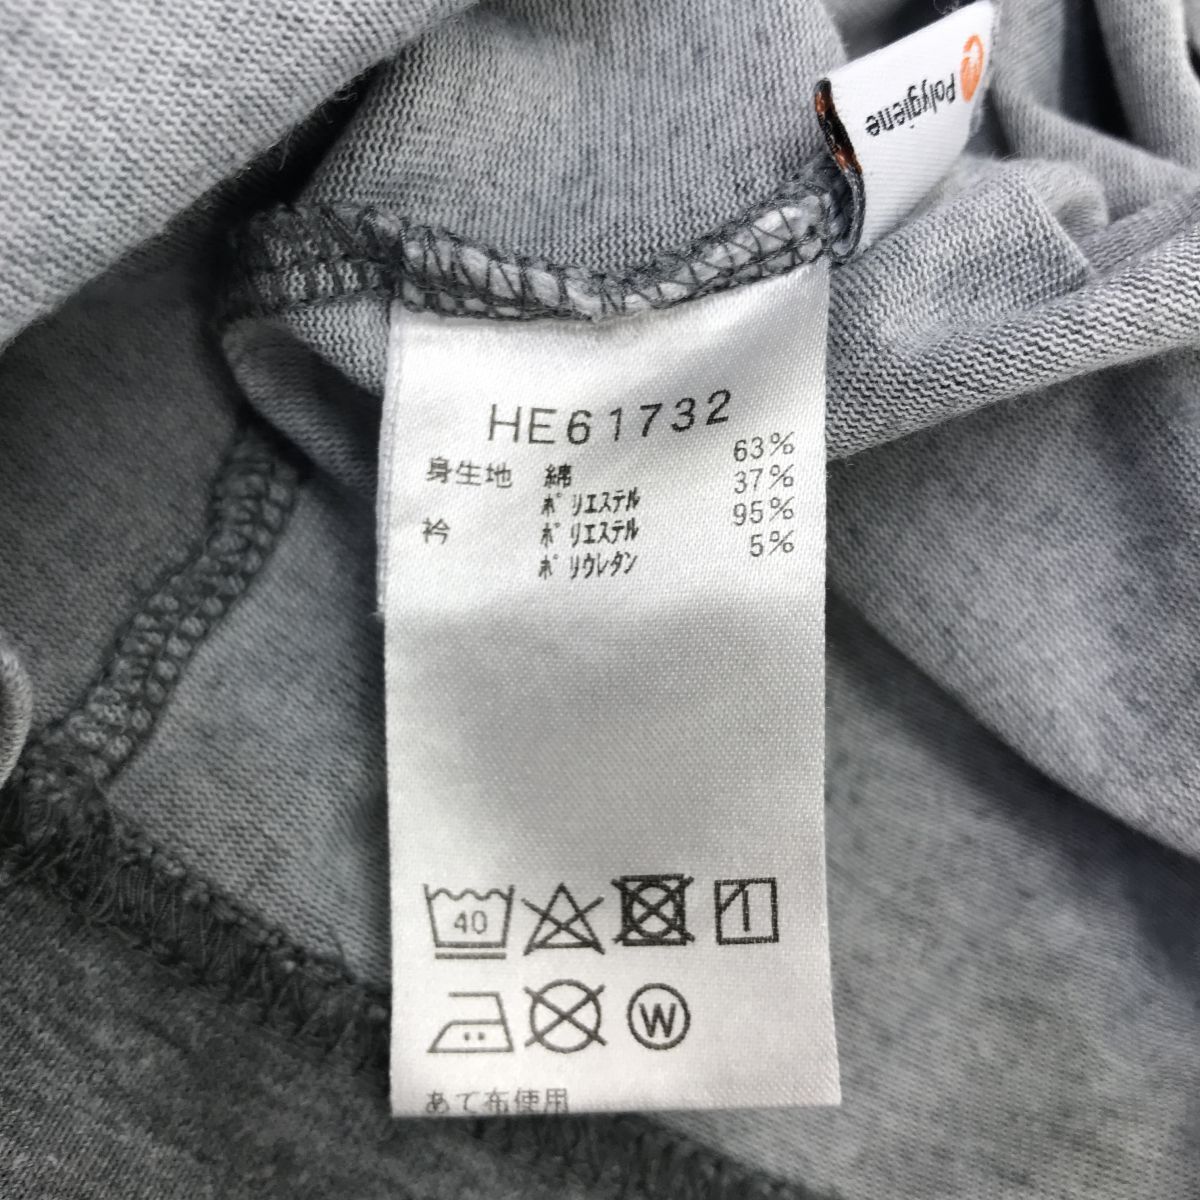 Polygiene
HE61732
身生地 綿 63%
ポリエステル 37%
衿 ポリエステル 95%
ポリウレタン 5%
40
W
あて布使用